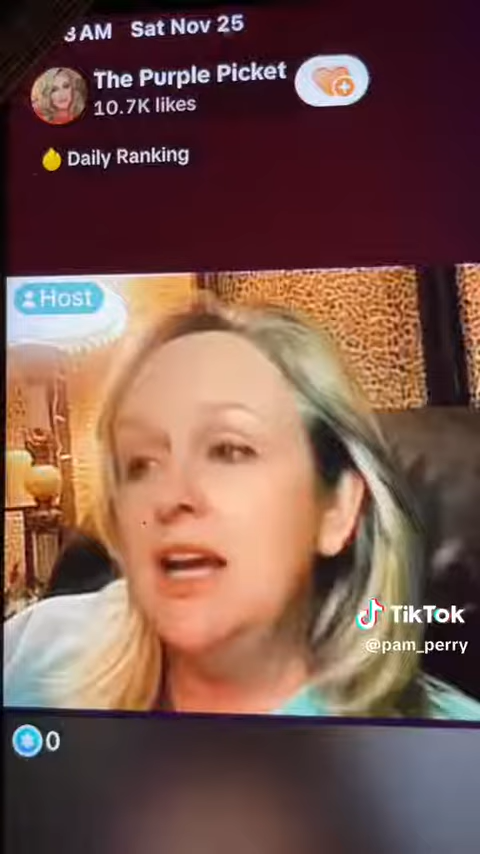 3 AM Sat Nov 25
The Purple Picket
10.7K likes
Daily Ranking
Host
TikTok
@pam_perry
0